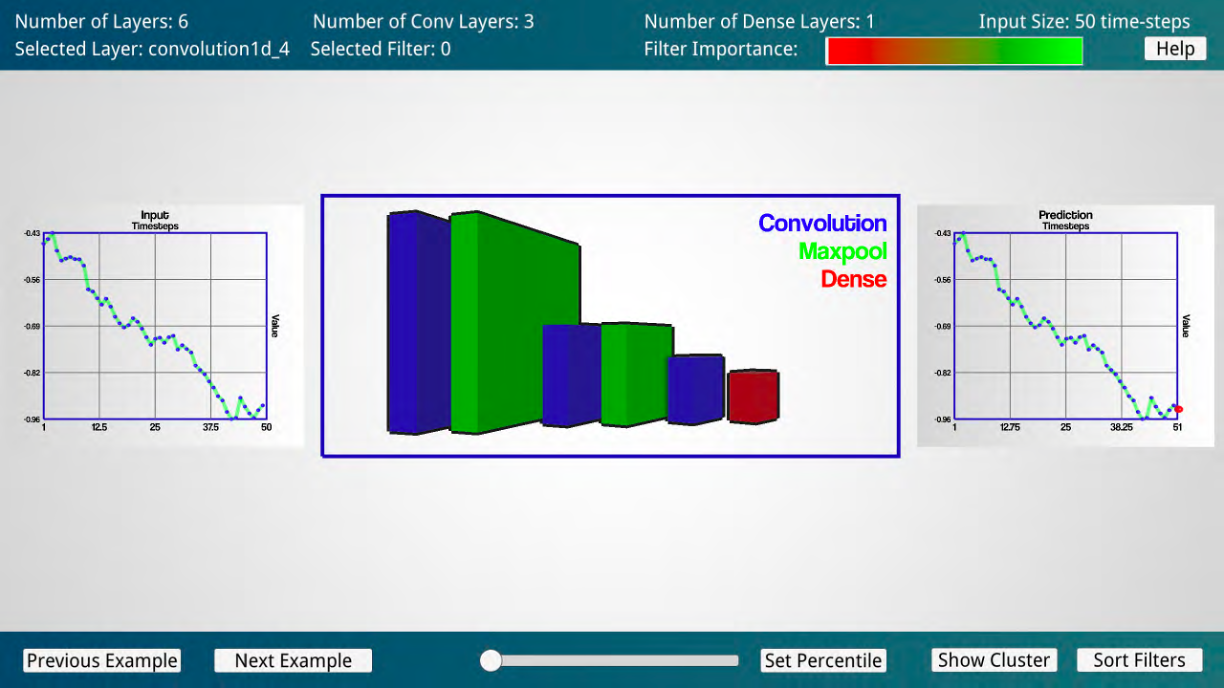 Number of Layers: 6 Number of Conv Layers: 3 Number of Dense Layers: 1 Input Size: 50 time-steps
Selected Layer: convolution1d_4 Selected Filter: 0 Filter Importance: Help
Input
Timesteps
-0.43
-0.56
-0.69
-0.82
-0.96
1 12.5 25 37.5 50
Value
Convolution
Maxpool
Dense
Prediction
Timesteps
-0.43
-0.56
-0.69
-0.82
-0.96
1 12.75 25 38.25 51
Value
Previous Example Next Example Set Percentile Show Cluster Sort Filters